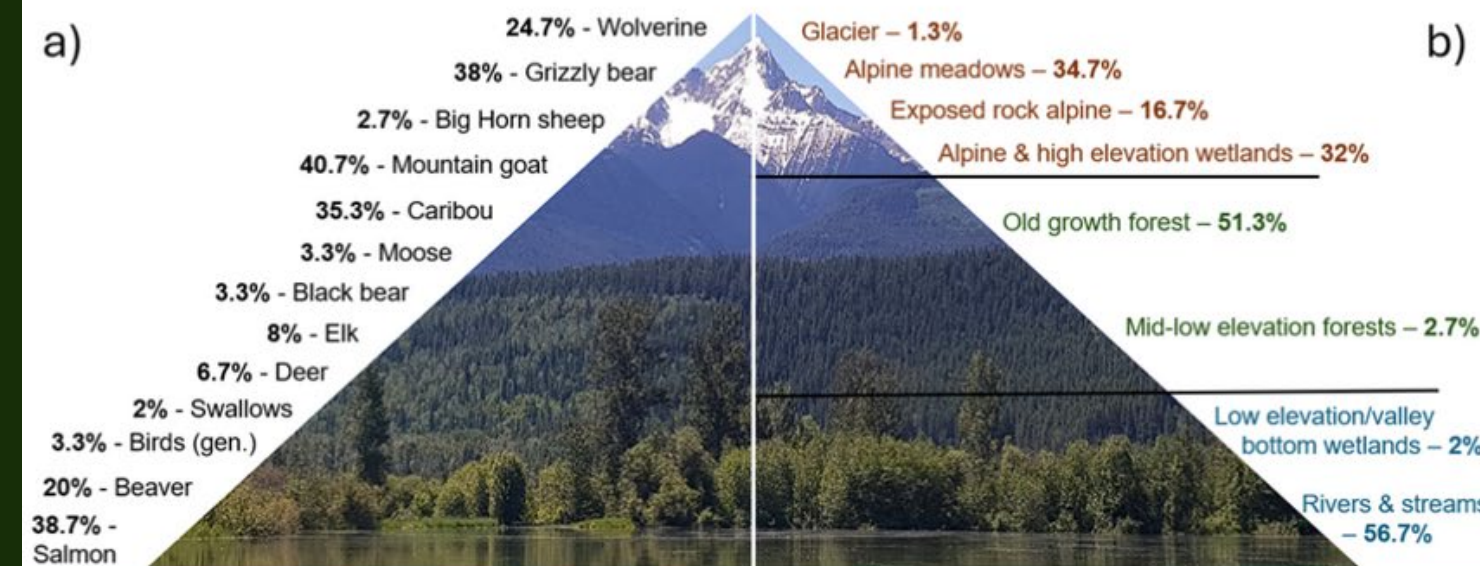 a)
24.7% - Wolverine
38% - Grizzly bear
2.7% - Big Horn sheep
40.7% - Mountain goat
35.3% - Caribou
3.3% - Moose
3.3% - Black bear
8% - Elk
6.7% - Deer
2% - Swallows
3.3% - Birds (gen.)
20% - Beaver
38.7% -
Salmon
b)
Glacier – 1.3%
Alpine meadows – 34.7%
Exposed rock alpine – 16.7%
Alpine & high elevation wetlands – 32%
Old growth forest – 51.3%
Mid-low elevation forests – 2.7%
Low elevation/valley
bottom wetlands – 2%
Rivers & streams
– 56.7%